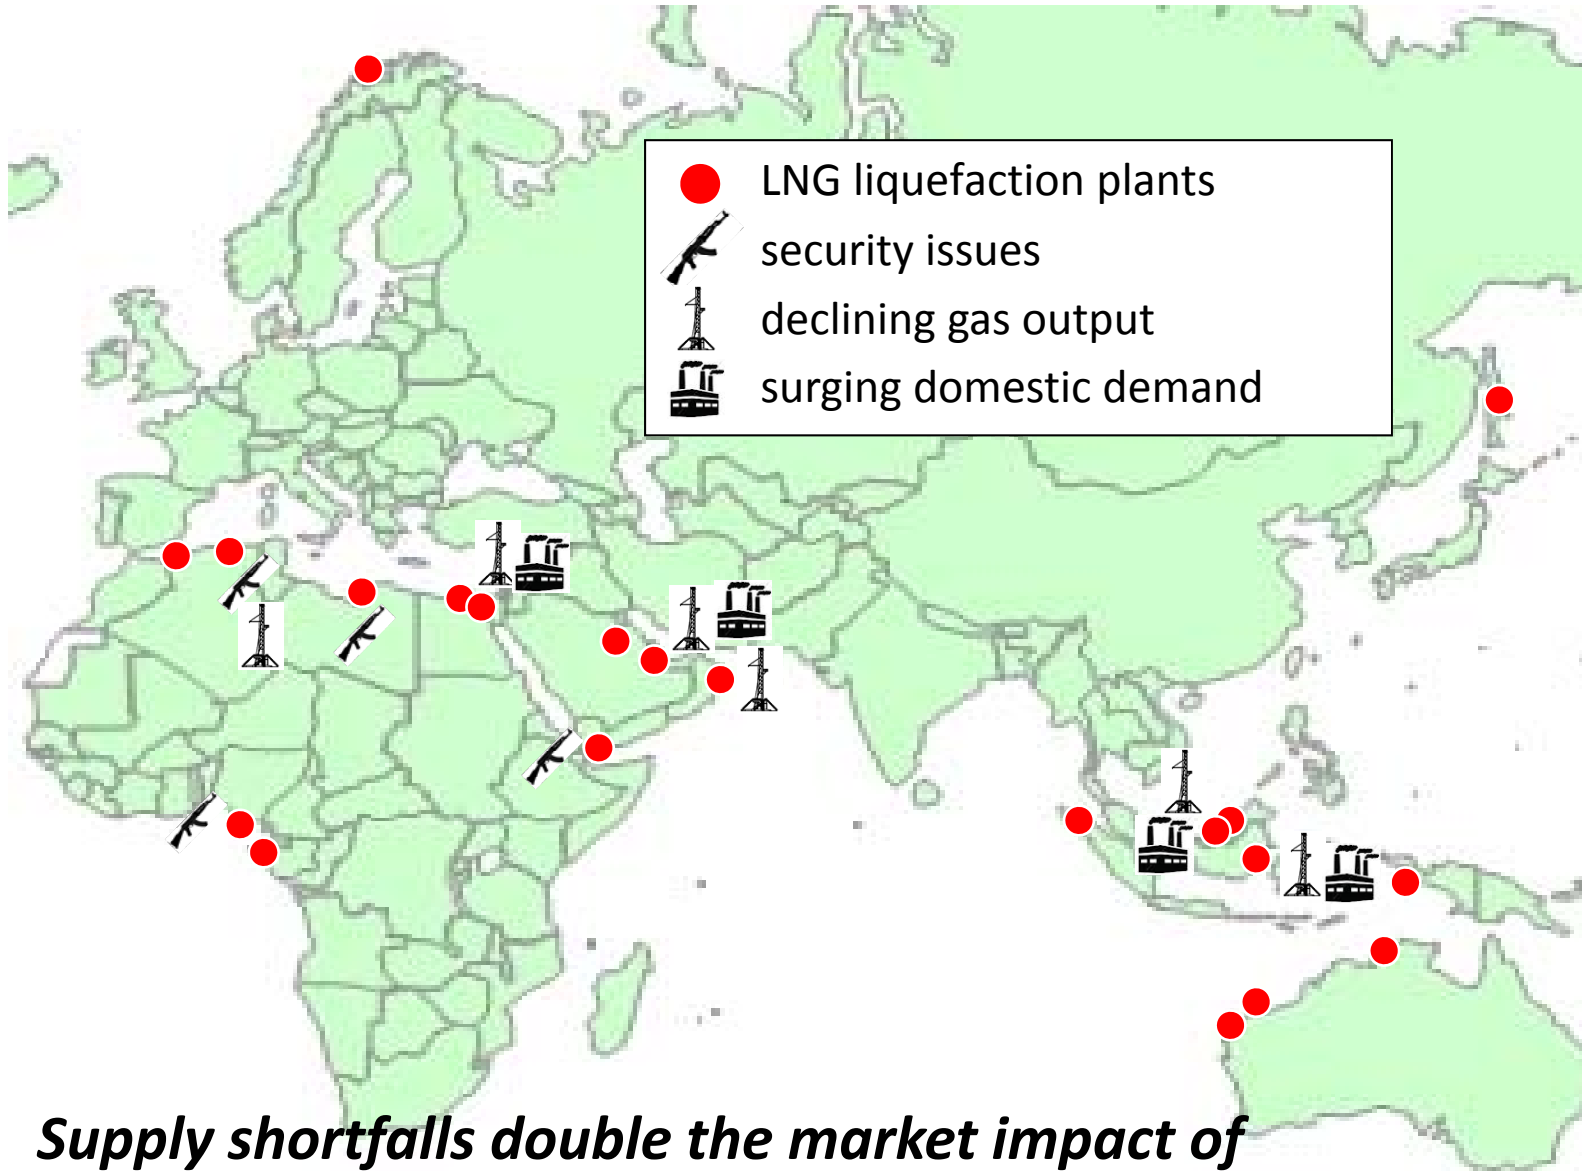 LNG liquefaction plants
security issues
declining gas output
surging domestic demand
Supply shortfalls double the market impact of